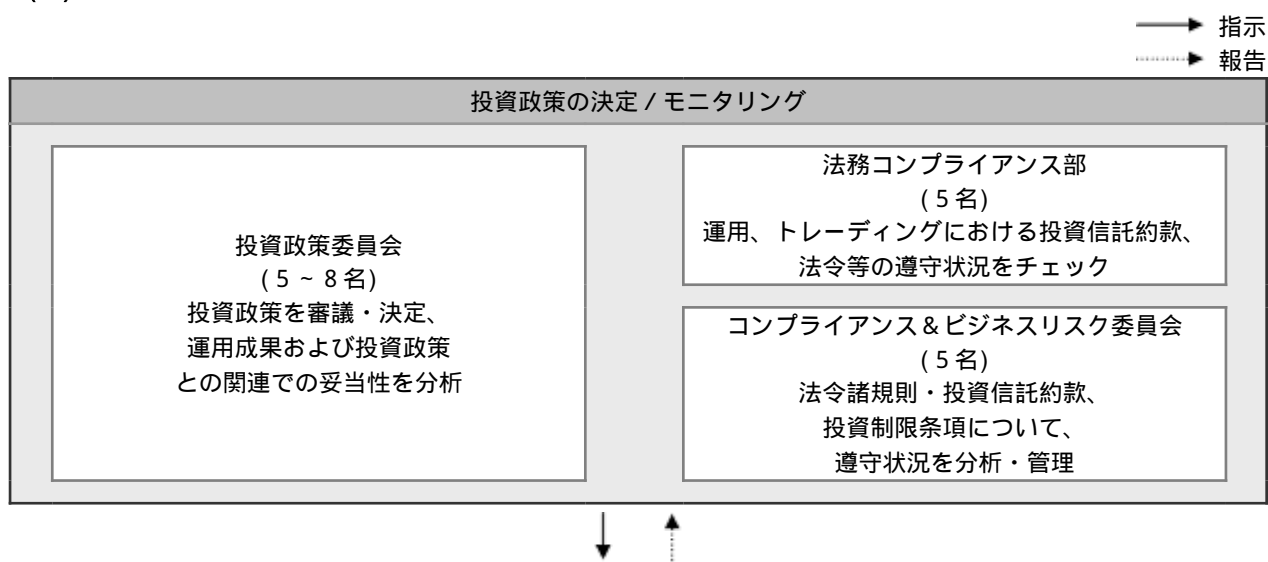 指示
報告
投資政策の決定 / モニタリング
投資政策委員会
( 5 ~ 8 名)
投資政策を審議・決定、
運用成果および投資政策
との関連での妥当性を分析
法務コンプライアンス部
( 5 名)
運用、トレーディングにおける投資信託約款、
法令等の遵守状況をチェック
コンプライアンス＆ビジネスリスク委員会
( 5 名)
法令諸規則・投資信託約款、
投資制限条項について、
遵守状況を分析・管理